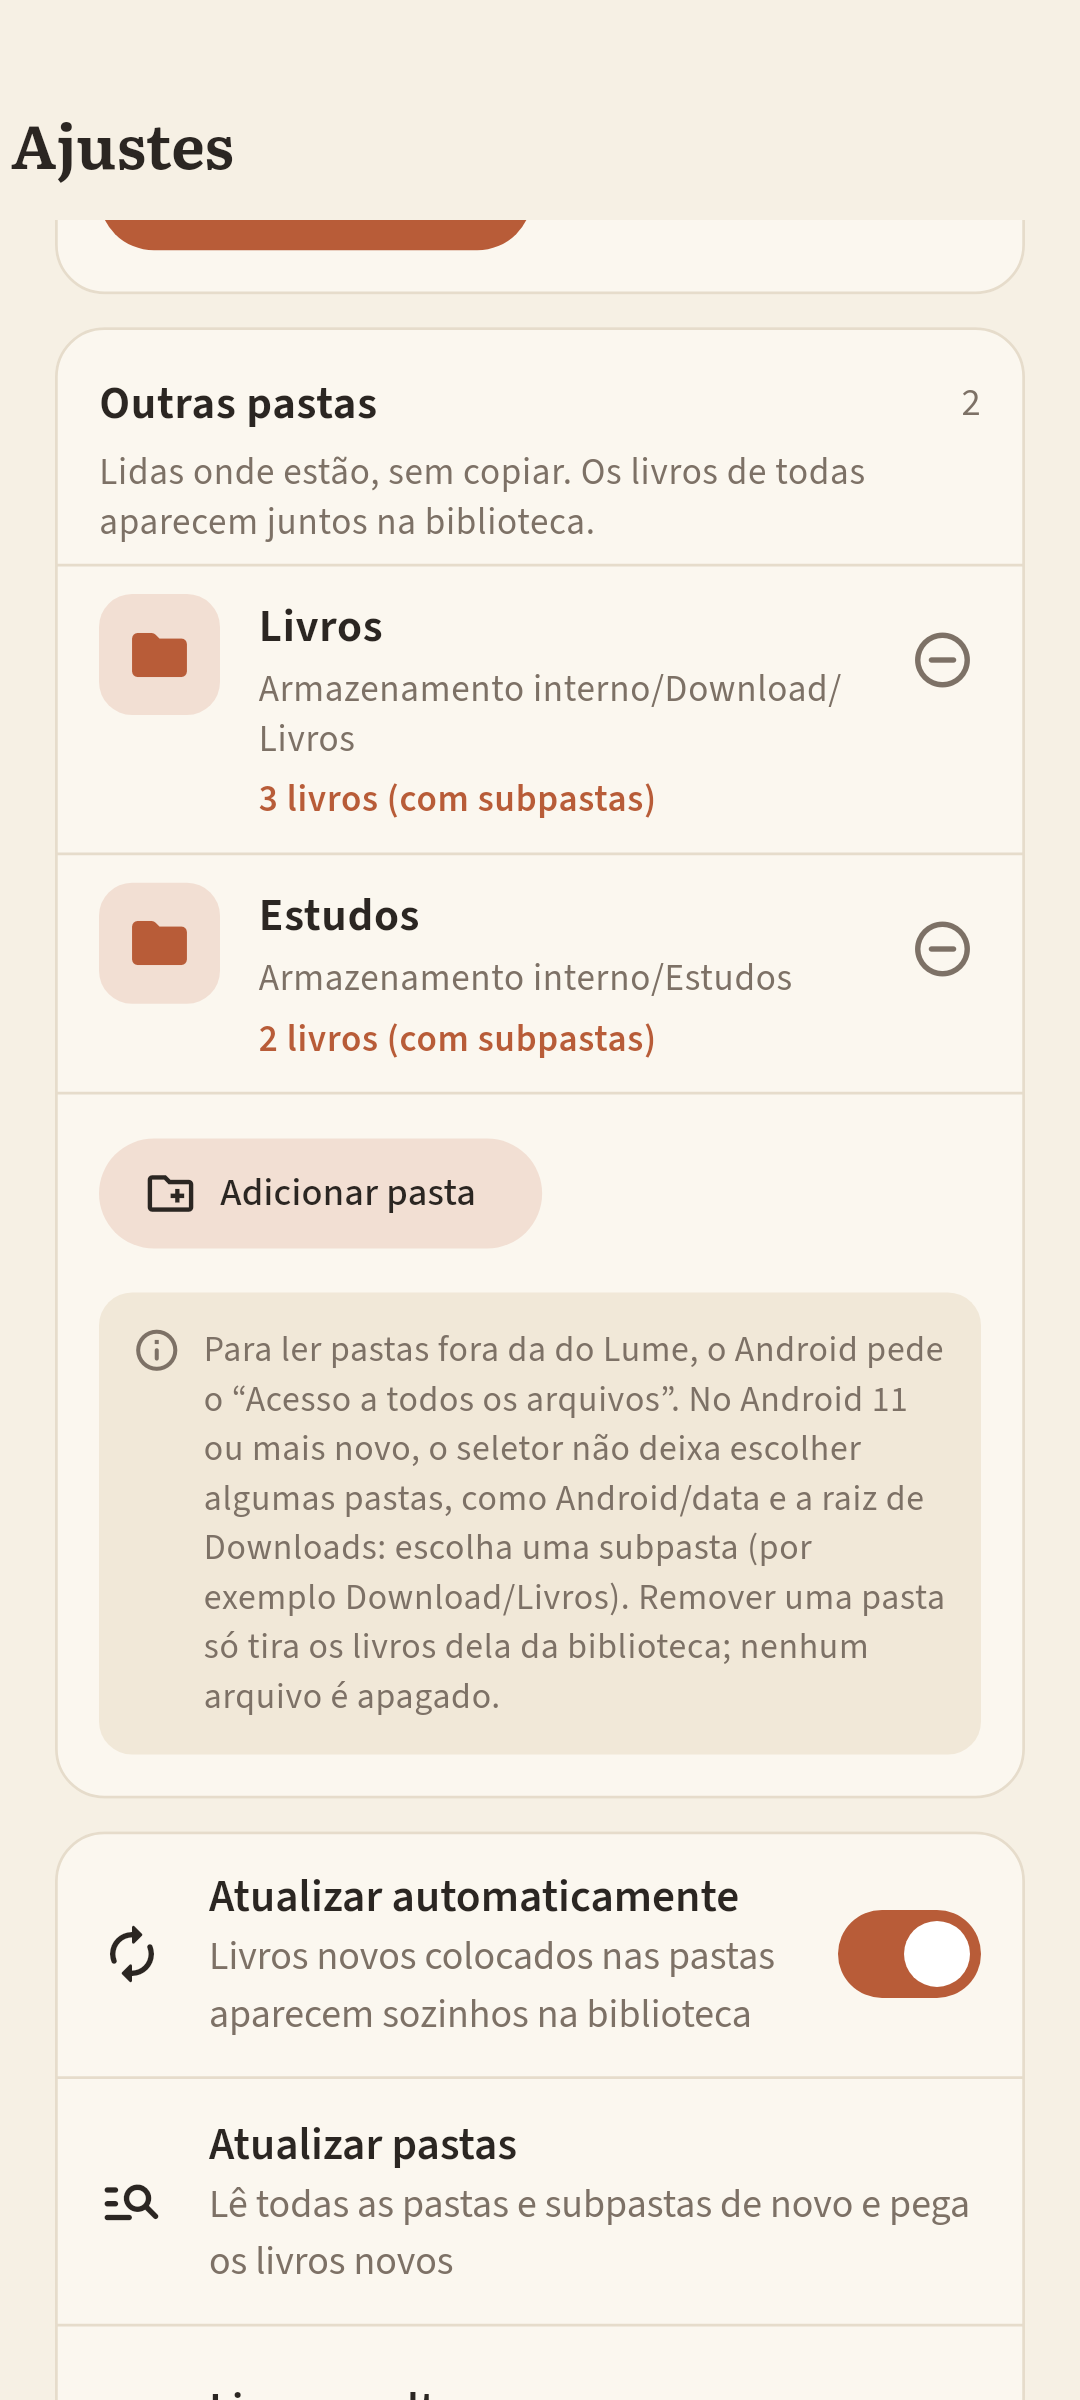 Ajustes
Outras pastas
2
Lidas onde estão, sem copiar. Os livros de todas
aparecem juntos na biblioteca.
Livros
Armazenamento interno/Download/
Livros
3 livros (com subpastas)
Estudos
Armazenamento interno/Estudos
2 livros (com subpastas)
Adicionar pasta
Para ler pastas fora da do Lume, o Android pede
o “Acesso a todos os arquivos”. No Android 11
ou mais novo, o seletor não deixa escolher
algumas pastas, como Android/data e a raiz de
Downloads: escolha uma subpasta (por
exemplo Download/Livros). Remover uma pasta
só tira os livros dela da biblioteca; nenhum
arquivo é apagado.
Atualizar automaticamente
Livros novos colocados nas pastas
aparecem sozinhos na biblioteca
Atualizar pastas
Lê todas as pastas e subpastas de novo e pega
os livros novos